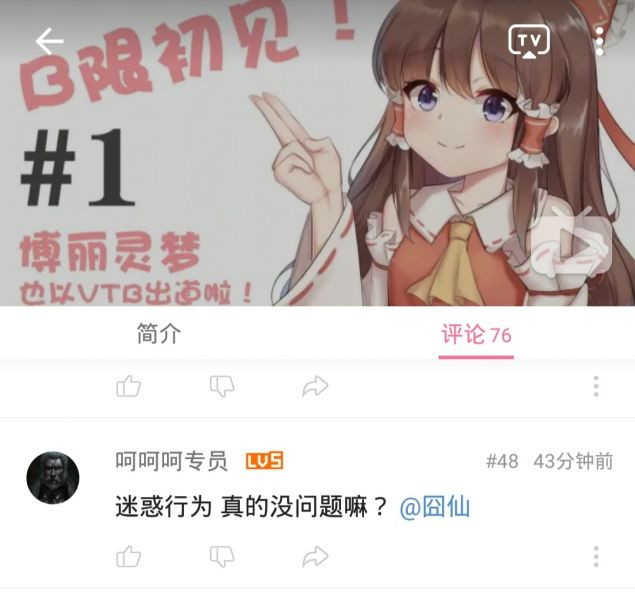 B限初见！
TV
#1
博丽灵梦
也以VTB出道啦！
简介
评论 76
呵呵呵专员 LV5
#48 43分钟前
迷惑行为 真的没问题嘛？ @囧仙